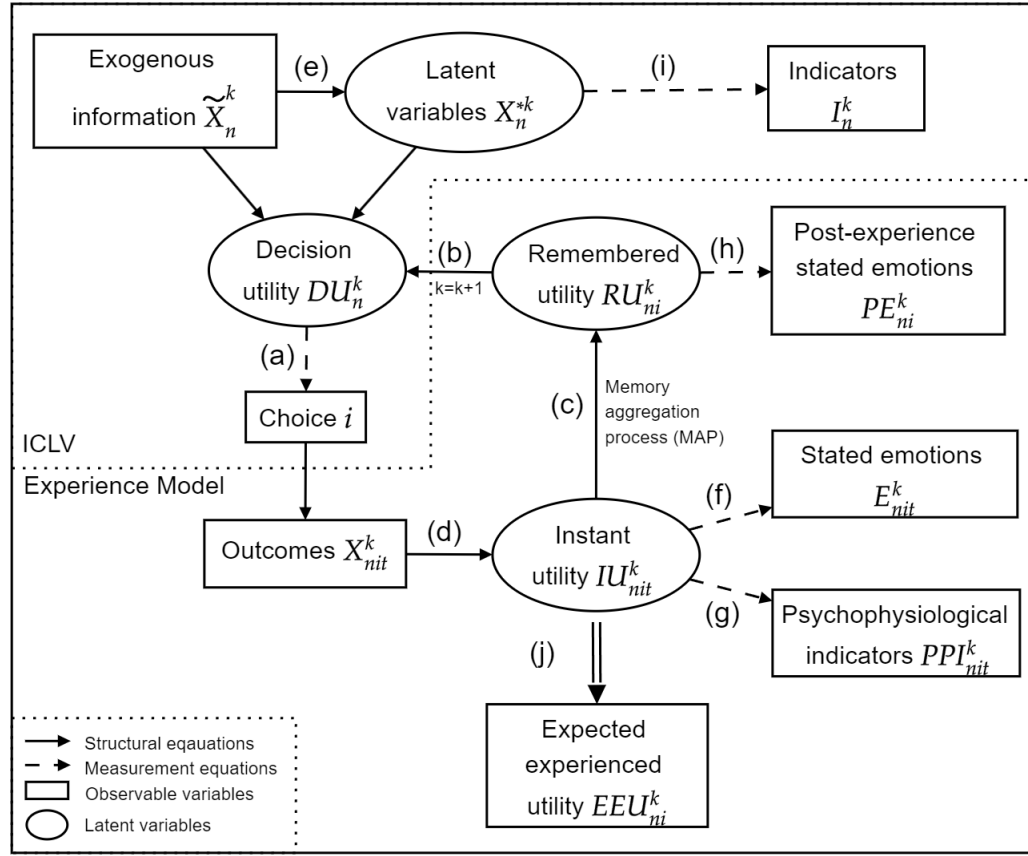 Exogenous
information X̃ₙᵏ
(e)
Latent
variables Xₙ*ᵏ
(i)
Indicators
Iₙᵏ
Decision
utility DUₙᵏ
(b)
k=k+1
Remembered
utility RUₙᵢᵏ
(h)
Post-experience
stated emotions
PEₙᵢᵏ
(a)
Choice i
(c)
Memory
aggregation
process (MAP)
ICLV
Experience Model
Stated emotions
Eₙᵢₜᵏ
(f)
Outcomes Xₙᵢₜᵏ
(d)
Instant
utility IUₙᵢₜᵏ
(g)
Psychophysiological
indicators PPIₙᵢₜᵏ
(j)
Expected
experienced
utility EEUₙᵢᵏ
Structural eqauations
Measurement equations
Observable variables
Latent variables